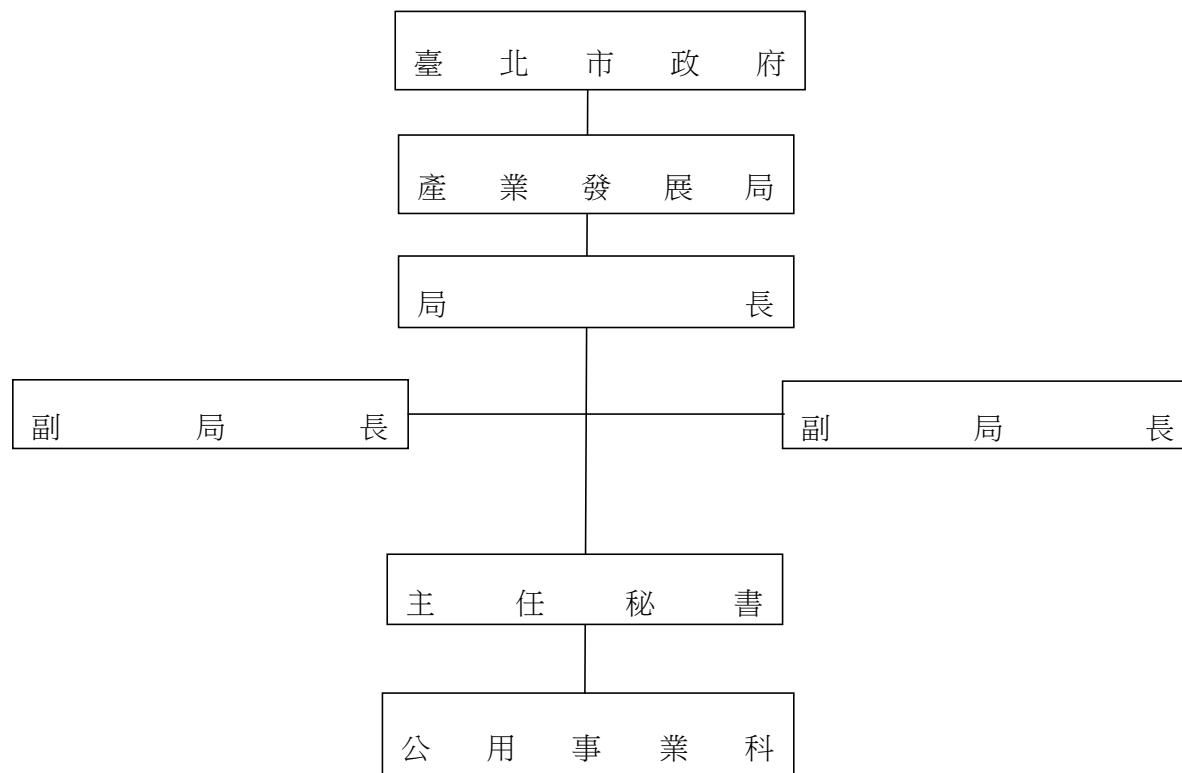 臺北市政府
產業發展局
局長
副局長
副局長
主任秘書
公用事業科